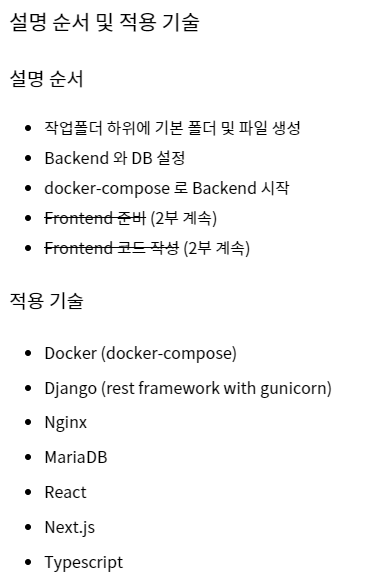 설명 순서 및 적용 기술
설명 순서
작업폴더 하위에 기본 폴더 및 파일 생성
Backend 와 DB 설정
docker-compose 로 Backend 시작
Frontend 준비 (2부 계속)
Frontend 코드 작성 (2부 계속)
적용 기술
Docker (docker-compose)
Django (rest framework with gunicorn)
Nginx
MariaDB
React
Next.js
Typescript